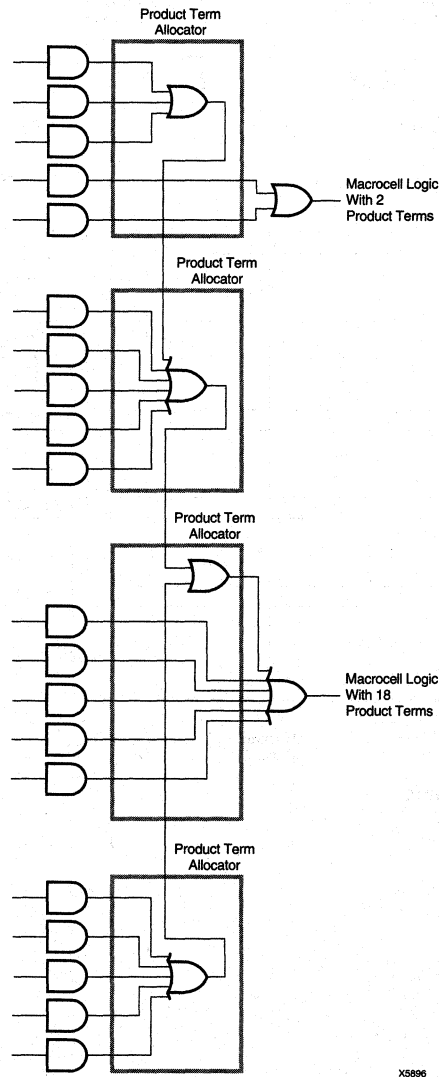 Product Term
Allocator
Macrocell Logic
With 2
Product Terms
Product Term
Allocator
Product Term
Allocator
Macrocell Logic
With 18
Product Terms
Product Term
Allocator
X5896